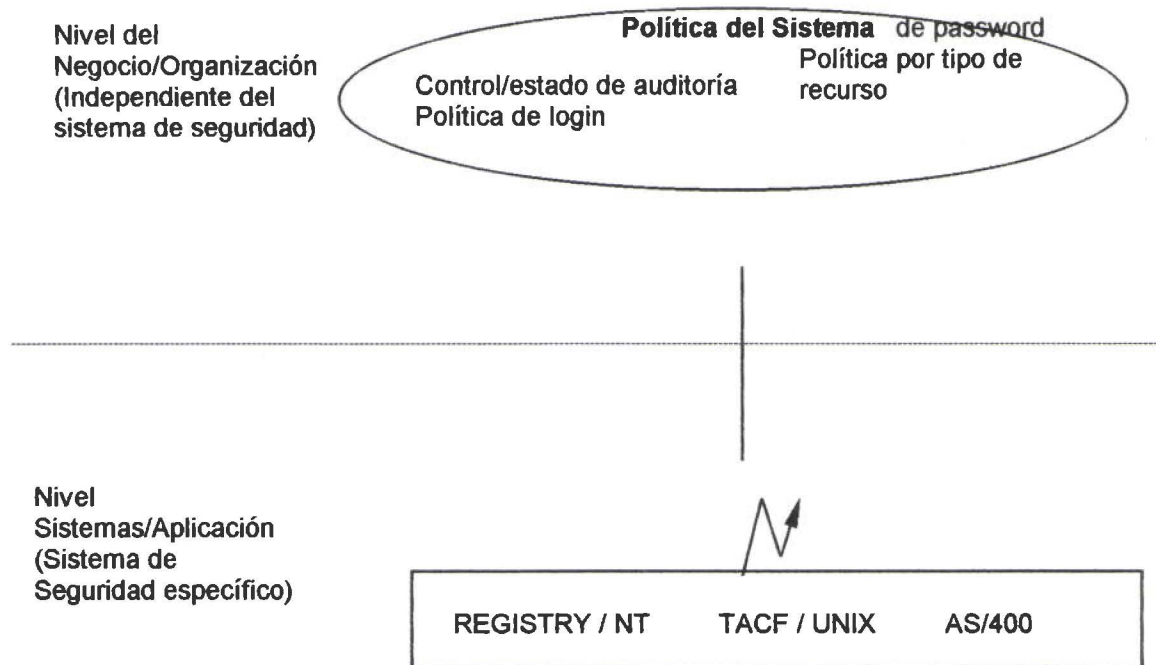 Nivel del
Negocio/Organización
(Independiente del
sistema de seguridad)
Política del Sistema de password
Política por tipo de
recurso
Control/estado de auditoría
Política de login
Nivel
Sistemas/Aplicación
(Sistema de
Seguridad específico)
REGISTRY / NT TACF / UNIX AS/400